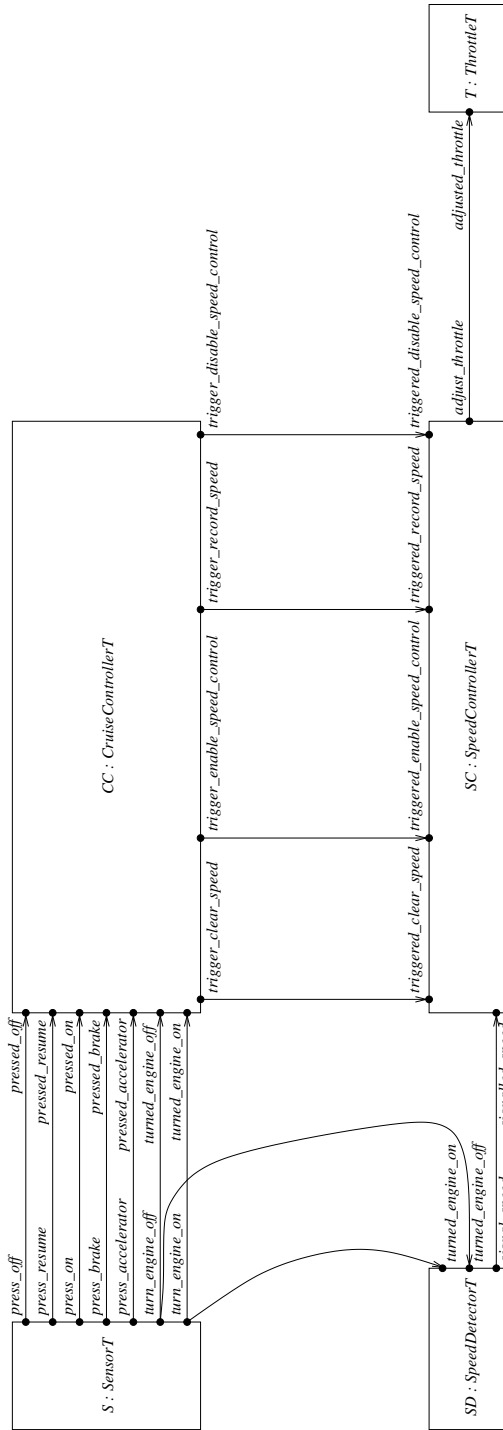 S : SensorT
press_off
press_resume
press_on
press_brake
press_accelerator
turn_engine_off
turn_engine_on
pressed_off
pressed_resume
pressed_on
pressed_brake
pressed_accelerator
turned_engine_off
turned_engine_on
CC : CruiseControllerT
trigger_clear_speed
trigger_enable_speed_control
trigger_record_speed
trigger_disable_speed_control
triggered_clear_speed
triggered_enable_speed_control
triggered_record_speed
triggered_disable_speed_control
SD : SpeedDetectorT
turned_engine_on
turned_engine_off
SC : SpeedControllerT
adjust_throttle
adjusted_throttle
T : ThrottleT